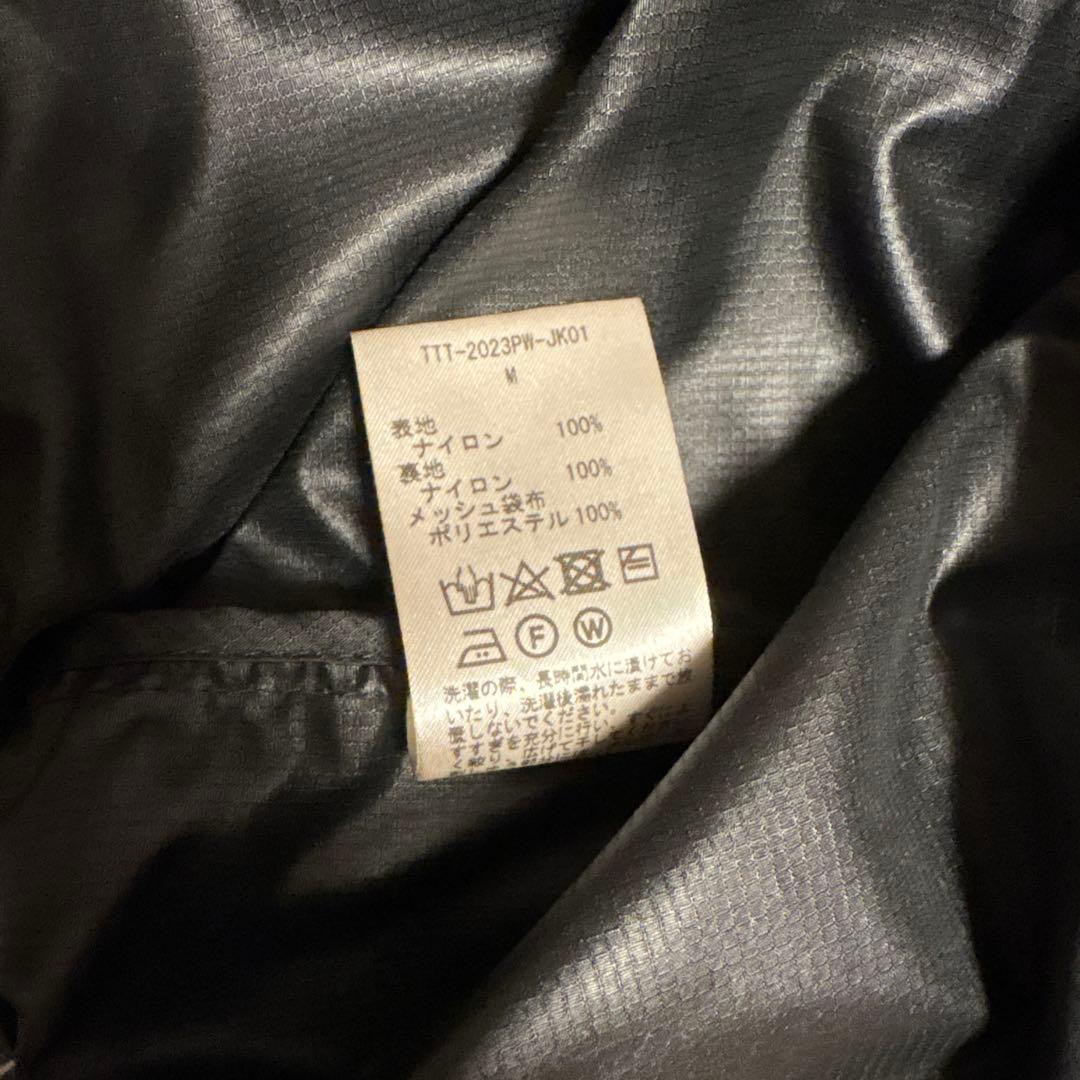 TTT-2023PW-JK01
M
表地
ナイロン 100%
裏地
ナイロン 100%
メッシュ袋布
ポリエステル 100%
F W
洗濯の際、長時間水に漬けてお
いたり、洗濯後濡れたままで放
置しないでください。